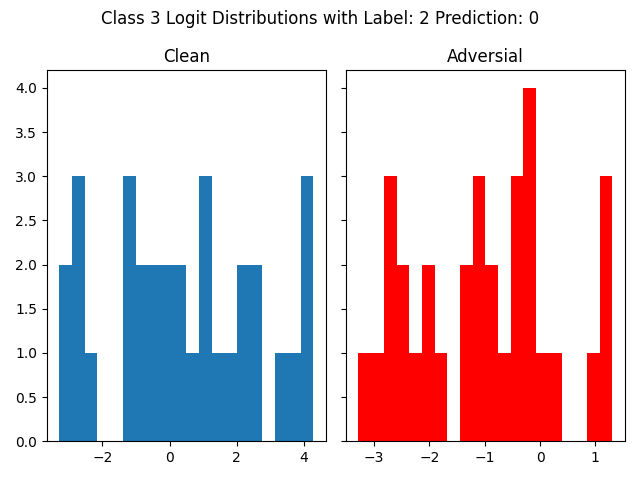 Class 3 Logit Distributions with Label: 2 Prediction: 0
Clean
Adversial
4.0
3.5
3.0
2.5
2.0
1.5
1.0
0.5
0.0
−2 0 2 4
−3 −2 −1 0 1